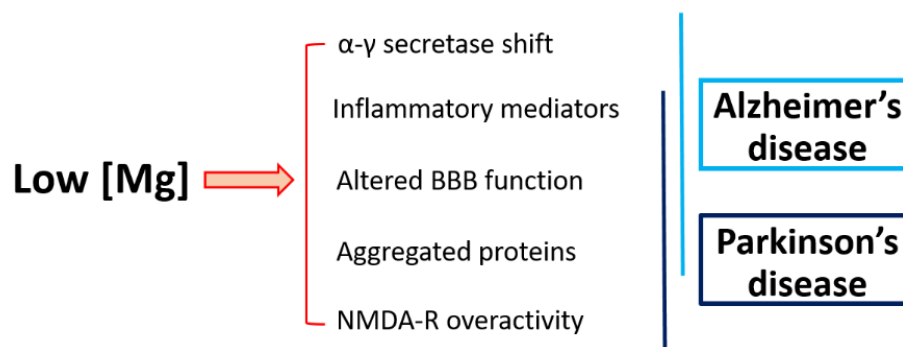 α-γ secretase shift
Inflammatory mediators
Low [Mg]
Altered BBB function
Aggregated proteins
NMDA-R overactivity
Alzheimer's
disease
Parkinson's
disease